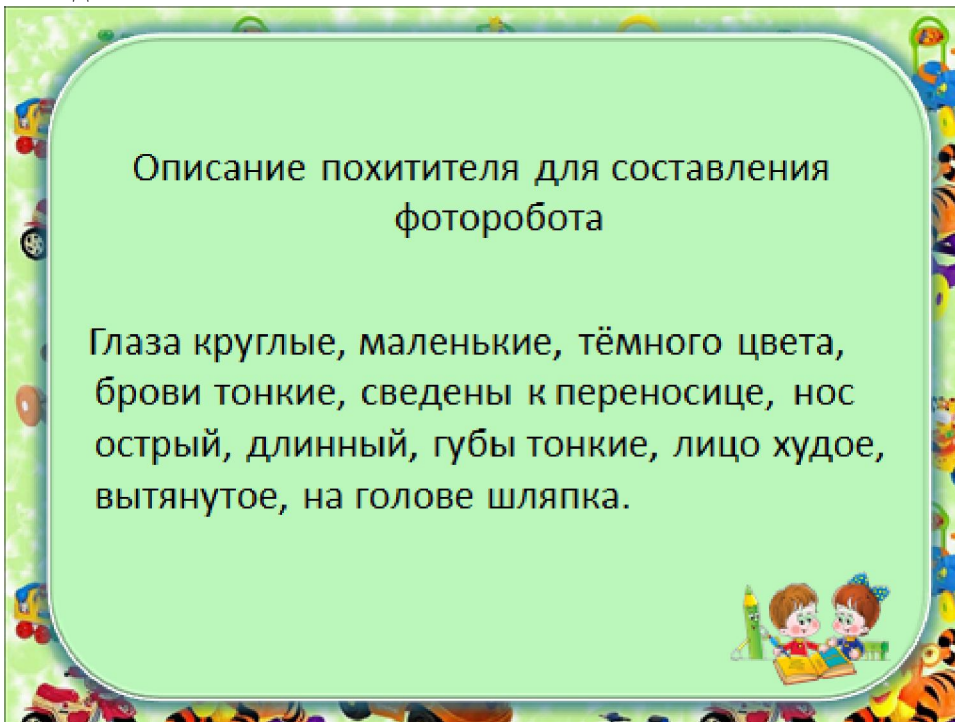 Описание похитителя для составления
фоторобота
Глаза круглые, маленькие, тёмного цвета,
брови тонкие, сведены к переносице, нос
острый, длинный, губы тонкие, лицо худое,
вытянутое, на голове шляпка.